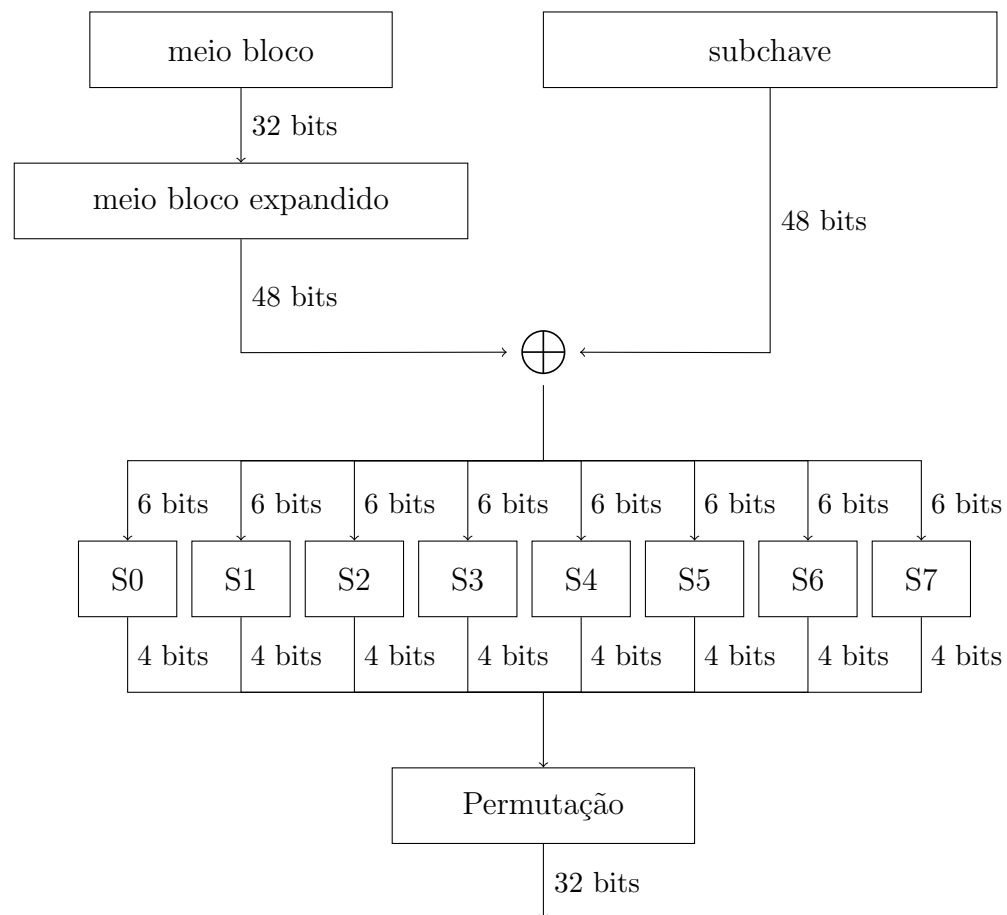 meio bloco
subchave
32 bits
meio bloco expandido
48 bits
48 bits
6 bits 6 bits 6 bits 6 bits 6 bits 6 bits 6 bits 6 bits
S0 S1 S2 S3 S4 S5 S6 S7
4 bits 4 bits 4 bits 4 bits 4 bits 4 bits 4 bits 4 bits
Permutação
32 bits